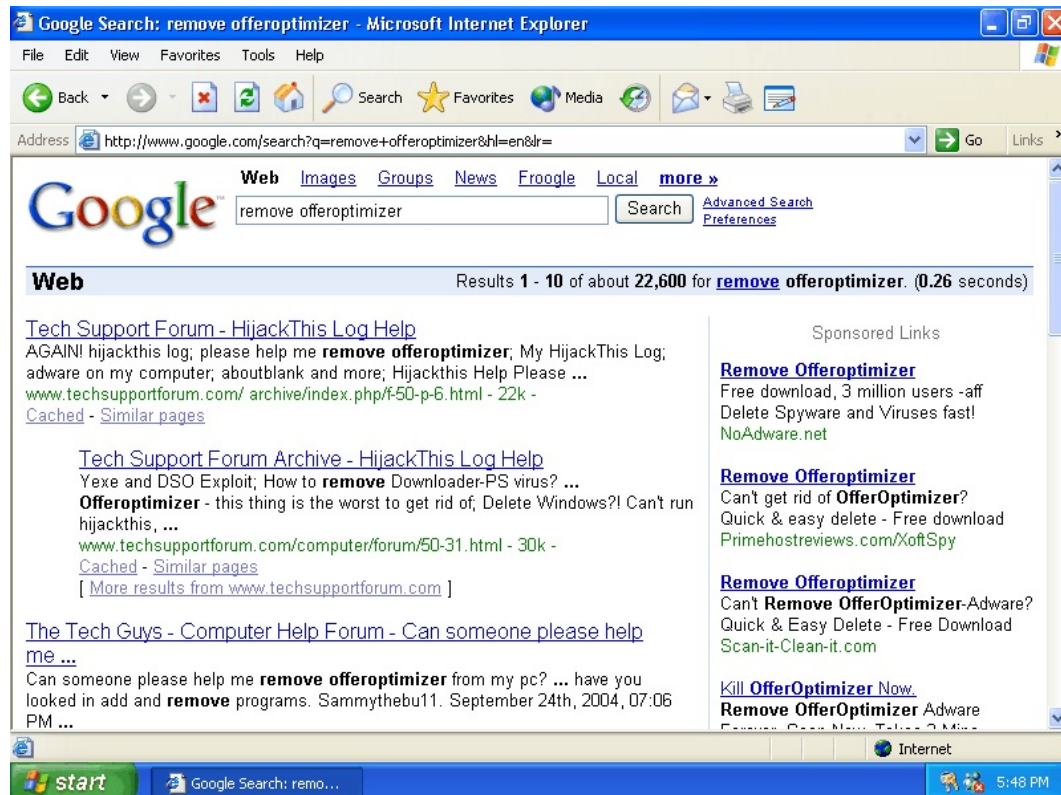 Google Search: remove offeroptimizer - Microsoft Internet Explorer
File Edit View Favorites Tools Help
Back Search Favorites Media
Address http://www.google.com/search?q=remove+offeroptimizer&hl=en&lr= Go Links »
Google™
Web Images Groups News Froogle Local more »
remove offeroptimizer Search Advanced Search
Preferences
Web Results 1 - 10 of about 22,600 for remove offeroptimizer. (0.26 seconds)
Tech Support Forum - HijackThis Log Help
AGAIN! hijackthis log; please help me remove offeroptimizer; My HijackThis Log;
adware on my computer; aboutblank and more; Hijackthis Help Please ...
www.techsupportforum.com/ archive/index.php/f-50-p-6.html - 22k -
Cached - Similar pages
Tech Support Forum Archive - HijackThis Log Help
Yexe and DSO Exploit; How to remove Downloader-PS virus? ...
Offeroptimizer - this thing is the worst to get rid of; Delete Windows?! Can't run
hijackthis, ...
www.techsupportforum.com/computer/forum/50-31.html - 30k -
Cached - Similar pages
[ More results from www.techsupportforum.com ]
The Tech Guys - Computer Help Forum - Can someone please help
me ...
Can someone please help me remove offeroptimizer from my pc? ... have you
looked in add and remove programs. Sammythebu11. September 24th, 2004, 07:06
PM ...
Sponsored Links
Remove Offeroptimizer
Free download, 3 million users -aff
Delete Spyware and Viruses fast!
NoAdware.net
Remove Offeroptimizer
Can't get rid of OfferOptimizer?
Quick & easy delete - Free download
Primehostreviews.com/XoftSpy
Remove Offeroptimizer
Can't Remove OfferOptimizer-Adware?
Quick & Easy Delete - Free Download
Scan-it-Clean-it.com
Kill OfferOptimizer Now.
Remove OfferOptimizer Adware
Internet
start Google Search: remo... 5:48 PM